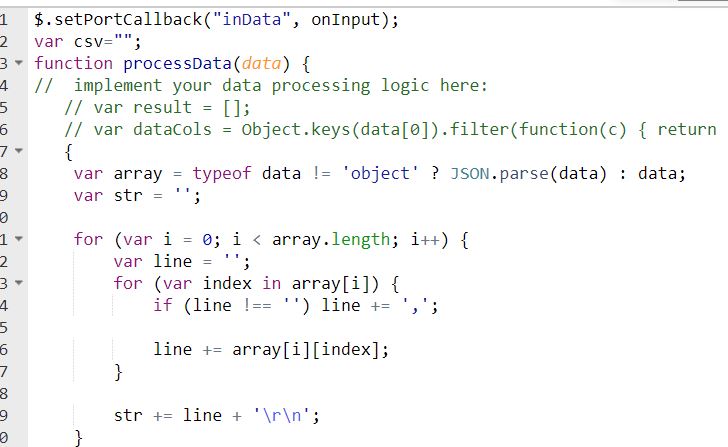 1 $.setPortCallback("inData", onInput);
2 var csv="";
3 function processData(data) {
4 //  implement your data processing logic here:
5 // var result = [];
6 // var dataCols = Object.keys(data[0]).filter(function(c) { return
7 {
8 var array = typeof data != 'object' ? JSON.parse(data) : data;
9 var str = '';
0
1 for (var i = 0; i < array.length; i++) {
2 var line = '';
3 for (var index in array[i]) {
4 if (line !== '') line += ',';
5
6 line += array[i][index];
7 }
8
9 str += line + '\r\n';
0 }